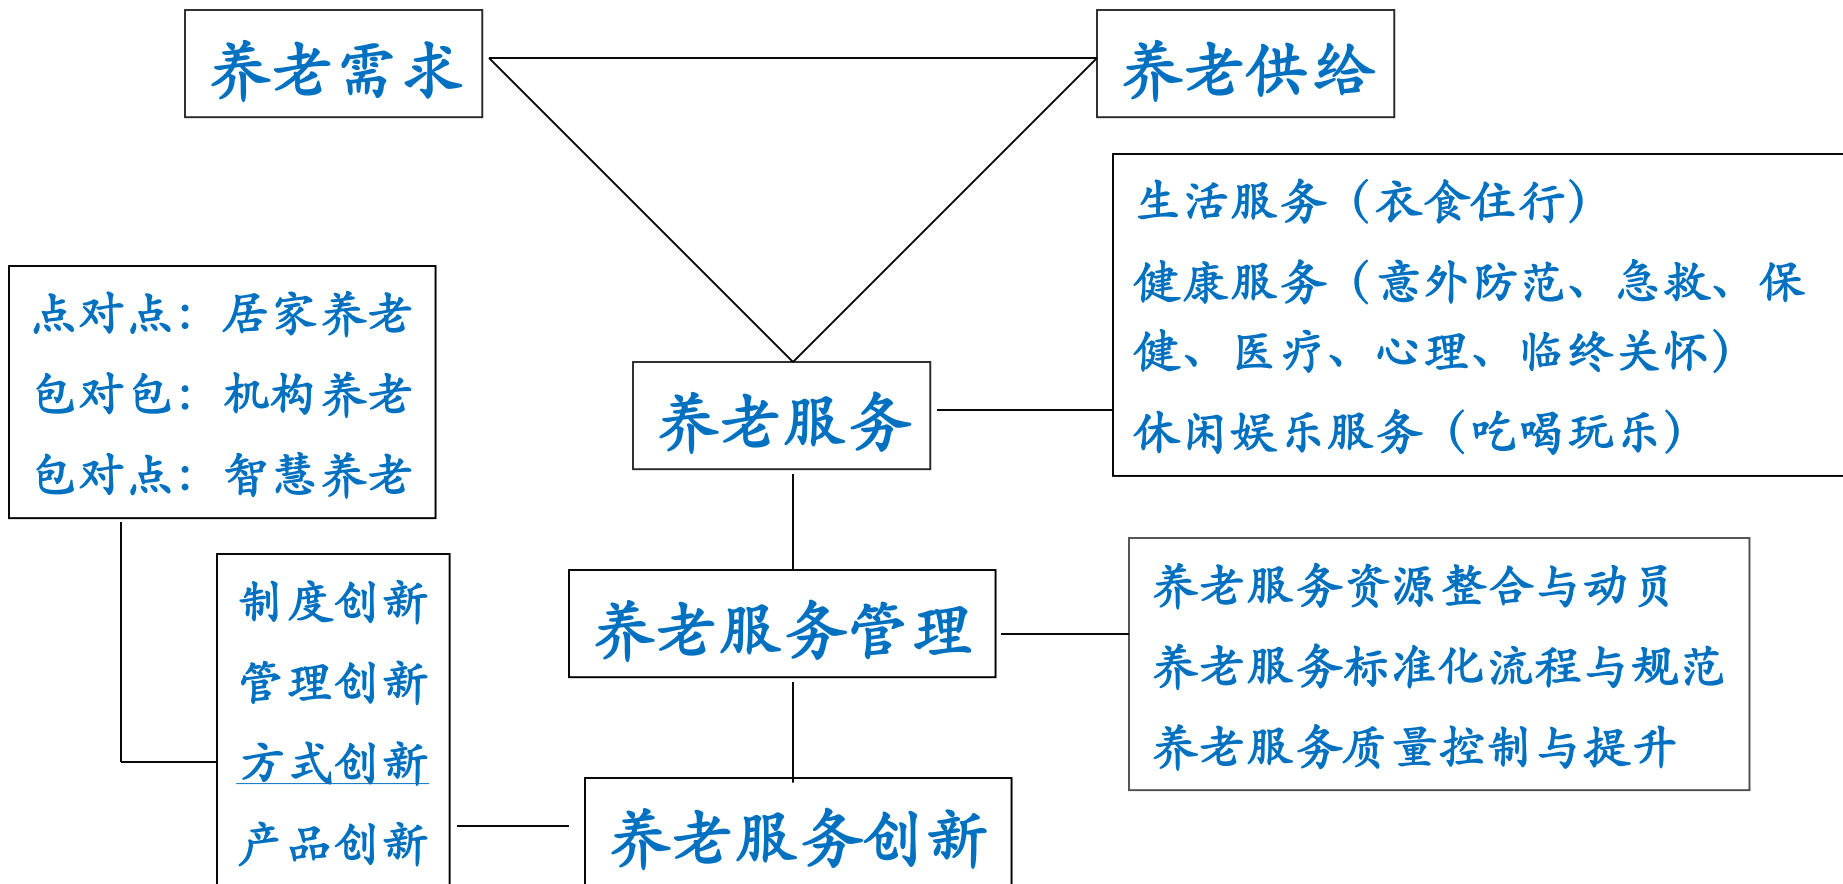 养老需求
养老供给
生活服务（衣食住行）
健康服务（意外防范、急救、保
健、医疗、心理、临终关怀）
休闲娱乐服务（吃喝玩乐）
点对点：居家养老
包对包：机构养老
包对点：智慧养老
养老服务
制度创新
管理创新
方式创新
产品创新
养老服务管理
养老服务资源整合与动员
养老服务标准化流程与规范
养老服务质量控制与提升
养老服务创新